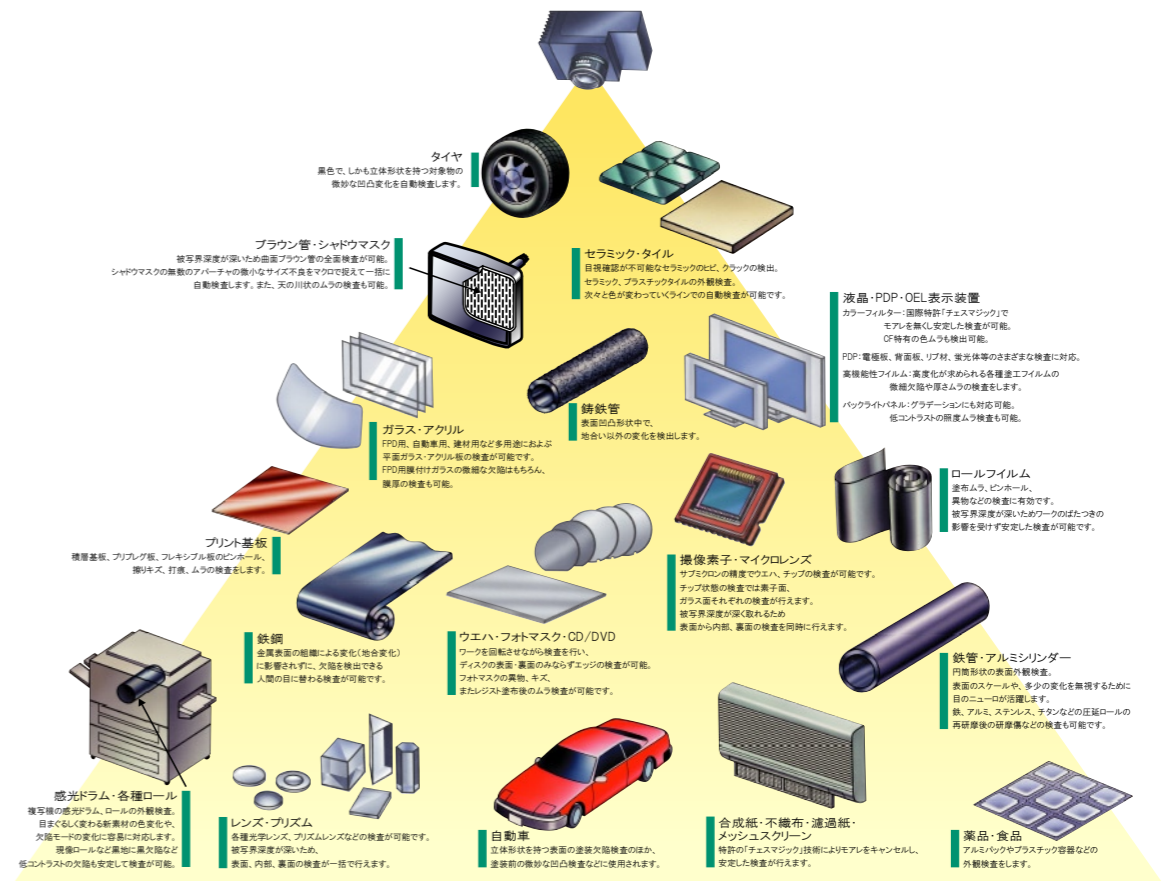 タイヤ
黒色で、しかも立体形状を持つ対象物の
微妙な凹凸変化を自動検査します。
ブラウン管・シャドウマスク
被写界深度が深いため曲面ブラウン管の全面検査が可能。
シャドウマスクの無数のアパーチャの微小なサイズ不良をマクロで捉えて一括に
自動検査します。また、天の川状のムラの検査も可能。
セラミック・タイル
目視確認が不可能なセラミックのヒビ、クラックの検出。
セラミック、プラスチックタイルの外観検査。
次々と色が変わっていくラインでの自動検査が可能です。
液晶・PDP・OEL表示装置
カラーフィルター：国際特許「チェスマジック」で
モアレを無くし安定した検査が可能。
CF特有の色ムラも検出可能。
PDP：電極板、背面板、リブ材、蛍光体等のさまざまな検査に対応。
高機能性フイルム：高度化が求められる各種塗工フイルムの
微細欠陥や厚さムラの検査をします。
バックライトパネル：グラデーションにも対応可能。
低コントラストの照度ムラ検査も可能。
ガラス・アクリル
FPD用、自動車用、建材用など多用途におよぶ
平面ガラス・アクリル板の検査が可能です。
FPD用膜付けガラスの微細な欠陥はもちろん、
膜厚の検査も可能。
鋳鉄管
表面凹凸形状中で、
地合い以外の変化を検出します。
ロールフイルム
塗布ムラ、ピンホール、
異物などの検査に有効です。
被写界深度が深いためワークのばたつきの
影響を受けず安定した検査が可能です。
プリント基板
積層基板、プリプレグ板、フレキシブル板のピンホール、
擦りキズ、打痕、ムラの検査をします。
撮像素子・マイクロレンズ
サブミクロンの精度でウエハ、チップの検査が可能です。
チップ状態の検査では素子面、
ガラス面それぞれの検査が行えます。
被写界深度が深く取れるため
表面から内部、裏面の検査を同時に行えます。
鉄鋼
金属表面の組織による変化（地合変化）
に影響されずに、欠陥を検出できる
人間の目に替わる検査が可能です。
ウエハ・フォトマスク・CD/DVD
ワークを回転させながら検査を行い、
ディスクの表面・裏面のみならずエッジの検査が可能。
フォトマスクの異物、キズ、
またレジスト塗布後のムラ検査が可能です。
鉄管・アルミシリンダー
円筒形状の表面外観検査。
表面のスケールや、多少の変化を無視するために
目のニューロが活躍します。
鉄、アルミ、ステンレス、チタンなどの圧延ロールの
再研摩後の研摩傷などの検査も可能です。
感光ドラム・各種ロール
複写機の感光ドラム、ロールの外観検査。
目まぐるしく変わる新素材の色変化や、
欠陥モードの変化に容易に対応します。
現像ロールなど黒地に黒欠陥など
低コントラストの欠陥も安定して検査が可能。
レンズ・プリズム
各種光学レンズ、プリズムレンズなどの検査が可能です。
被写界深度が深いため、
表面、内部、裏面の検査が一括で行えます。
自動車
立体形状を持つ表面の塗装欠陥検査のほか、
塗装前の微妙な凹凸検査などに使用されます。
合成紙・不織布・濾過紙・
メッシュスクリーン
特許の「チェスマジック」技術によりモアレをキャンセルし、
安定した検査が行えます。
薬品・食品
アルミパックやプラスチック容器などの
外観検査をします。